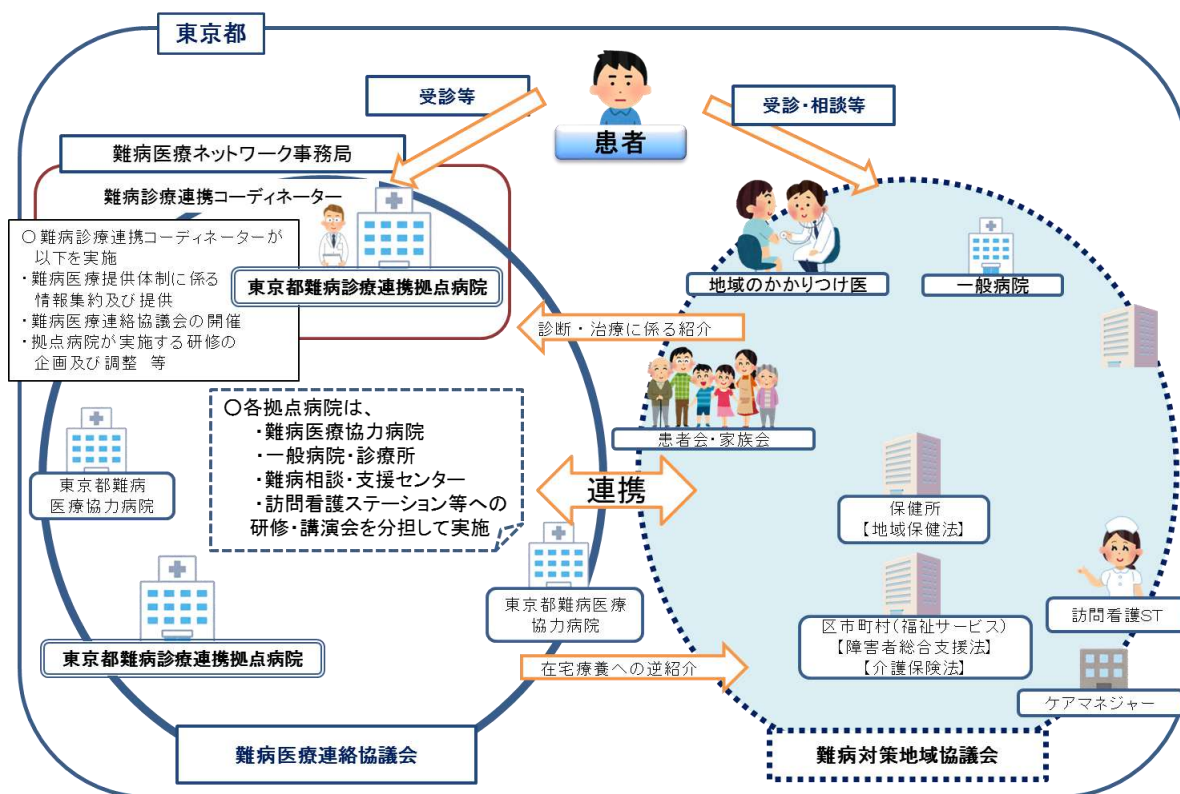 東京都
受診等
受診・相談等
患者
難病医療ネットワーク事務局
難病診療連携コーディネーター
○難病診療連携コーディネーターが
以下を実施
・難病医療提供体制に係る
情報集約及び提供
・難病医療連絡協議会の開催
・拠点病院が実施する研修の
企画及び調整 等
東京都難病診療連携拠点病院
地域のかかりつけ医
一般病院
診断・治療に係る紹介
患者会・家族会
○各拠点病院は、
・難病医療協力病院
・一般病院・診療所
・難病相談・支援センター
・訪問看護ステーション等への
研修・講演会を分担して実施
連携
東京都難病
医療協力病院
保健所
【地域保健法】
東京都難病医療
協力病院
訪問看護ST
区市町村(福祉サービス)
【障害者総合支援法】
【介護保険法】
東京都難病診療連携拠点病院
在宅療養への逆紹介
ケアマネジャー
難病医療連絡協議会
難病対策地域協議会